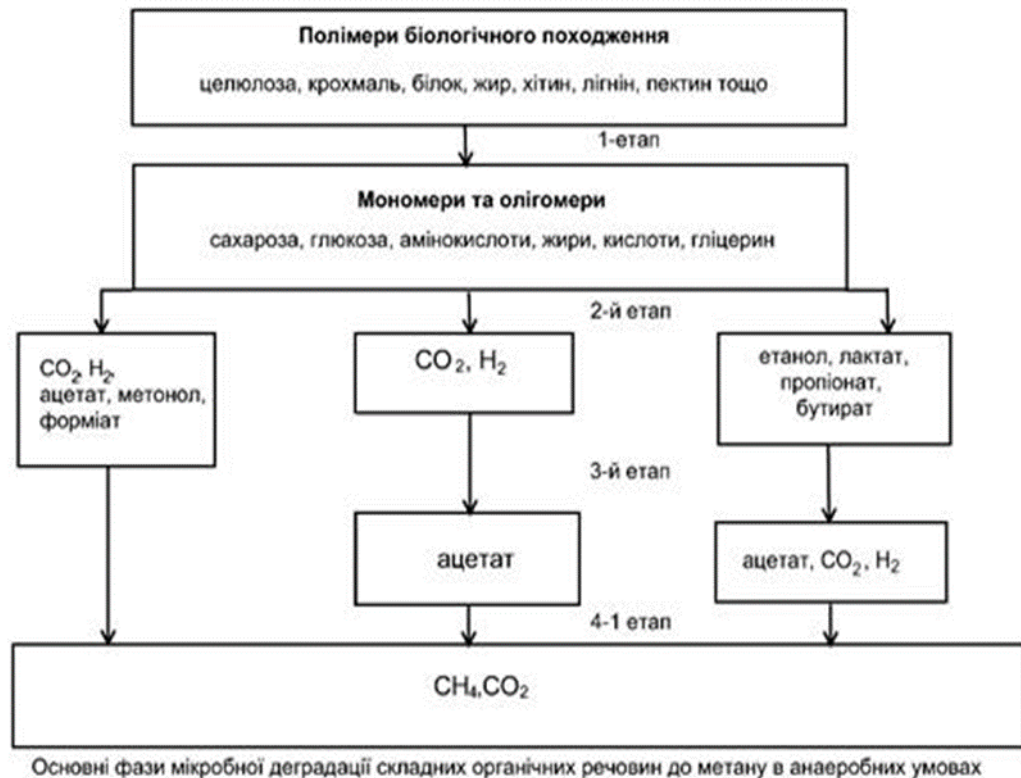 Полімери біологічного походження
целюлоза, крохмаль, білок, жир, хітин, лігнін, пектин тощо
1-етап
Мономери та олігомери
сахароза, глюкоза, амінокислоти, жири, кислоти, гліцерин
2-й етап
CO₂, H₂,
ацетат, метонол,
форміат
CO₂, H₂
етанол, лактат,
пропіонат,
бутират
3-й етап
ацетат
ацетат, CO₂, H₂
4-1 етап
CH₄,CO₂
Основні фази мікробної деградації складних органічних речовин до метану в анаеробних умовах